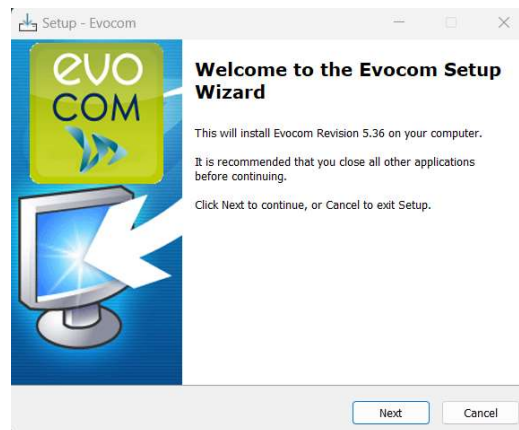 Setup - Evocom
evo
COM
Welcome to the Evocom Setup
Wizard
This will install Evocom Revision 5.36 on your computer.
It is recommended that you close all other applications
before continuing.
Click Next to continue, or Cancel to exit Setup.
Next Cancel